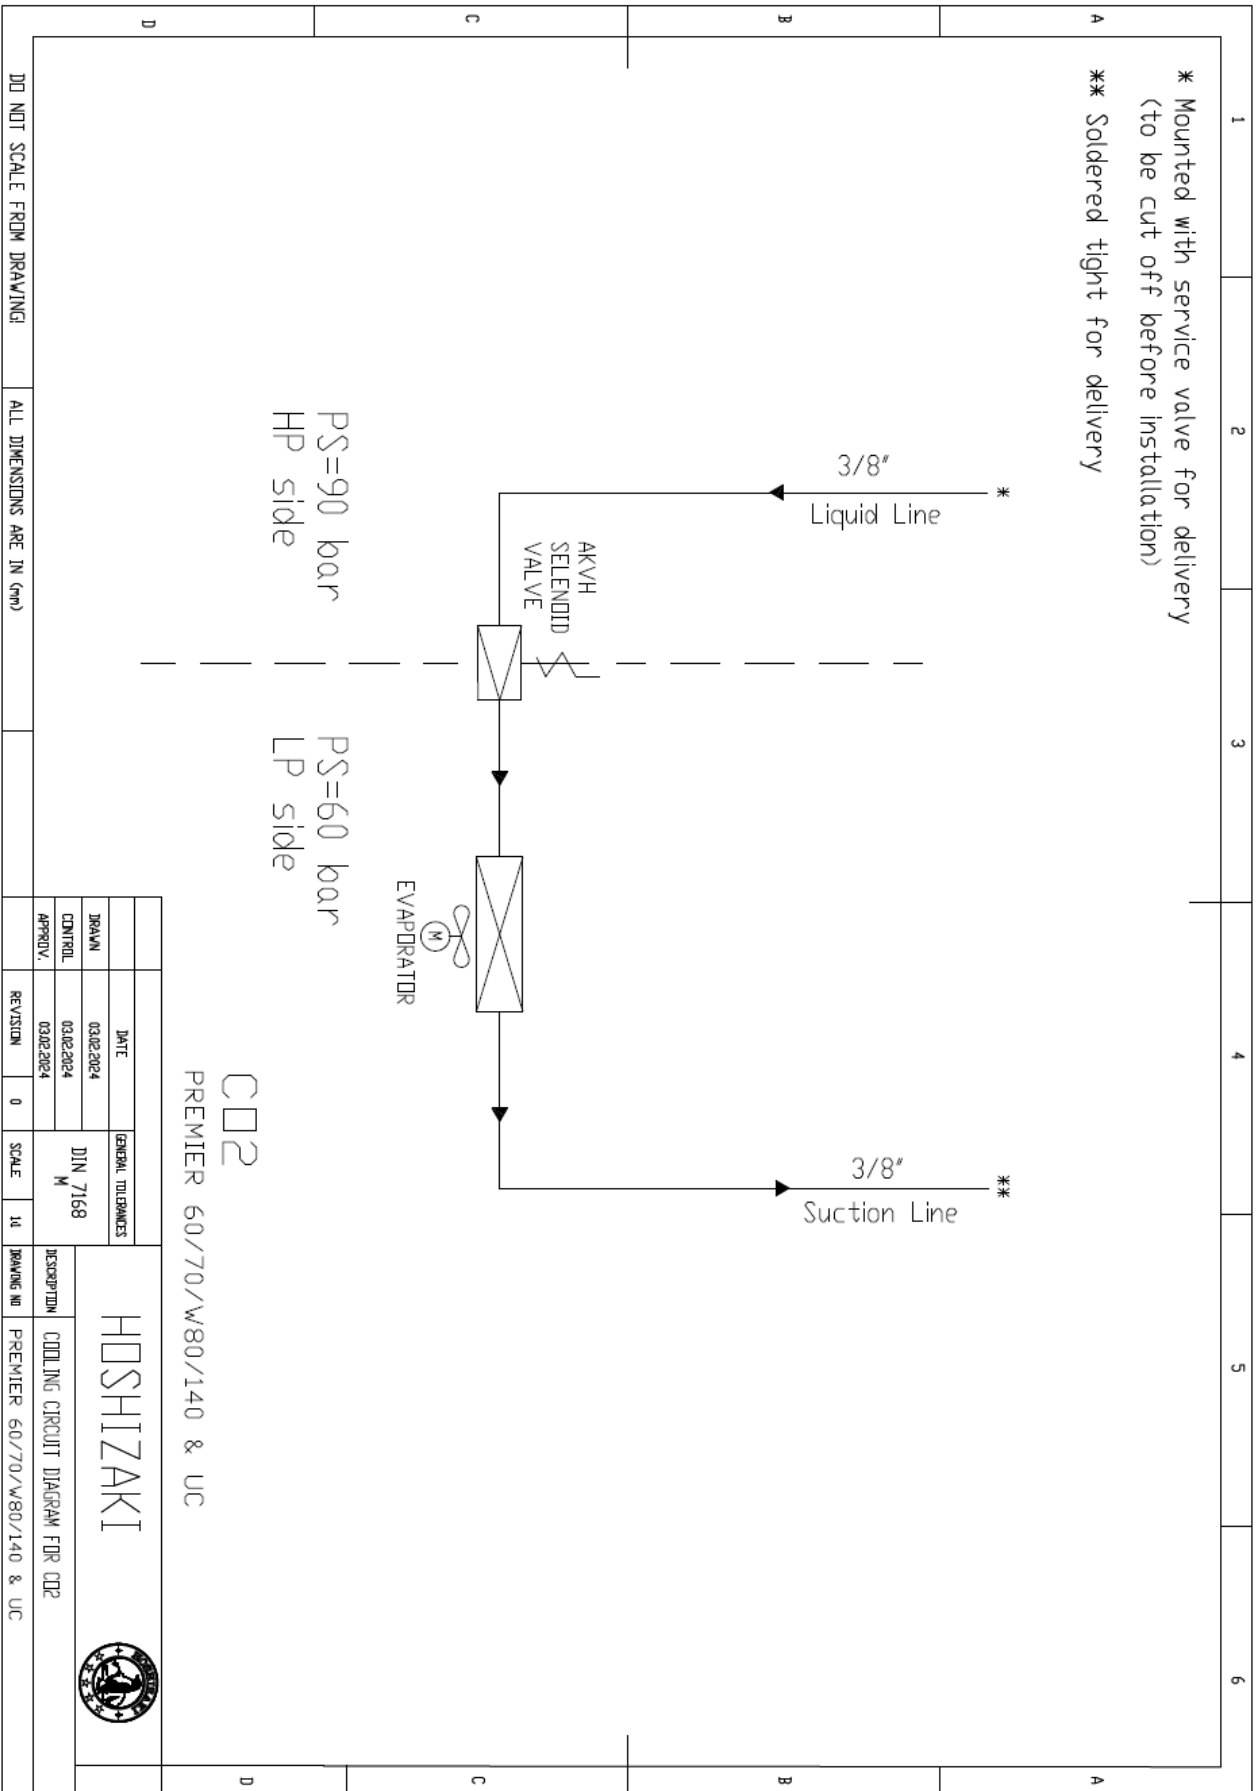 1
2
3
4
5
6
A
B
C
D
A
B
C
D
* Mounted with service valve for delivery
(to be cut off before installation)
** Soldered tight for delivery
*
3/8"
Liquid Line
**
3/8"
Suction Line
AKVH
SELENOID
VALVE
PS=90 bar
HP side
PS=60 bar
LP side
M
EVAPORATOR
CO2
PREMIER 60/70/W80/140 & UC
DATE
GENERAL TOLERANCES
DRAWN
03.02.2024
CONTROL
03.02.2024
APPROV.
03.02.2024
DIN 7168
M
HOSHIZAKI
HOSHIZAKI
DESCRIPTION
COOLING CIRCUIT DIAGRAM FOR CO2
DO NOT SCALE FROM DRAWING!
ALL DIMENSIONS ARE IN (mm)
REVISION
0
SCALE
1:1
DRAWING NO
PREMIER 60/70/W80/140 & UC